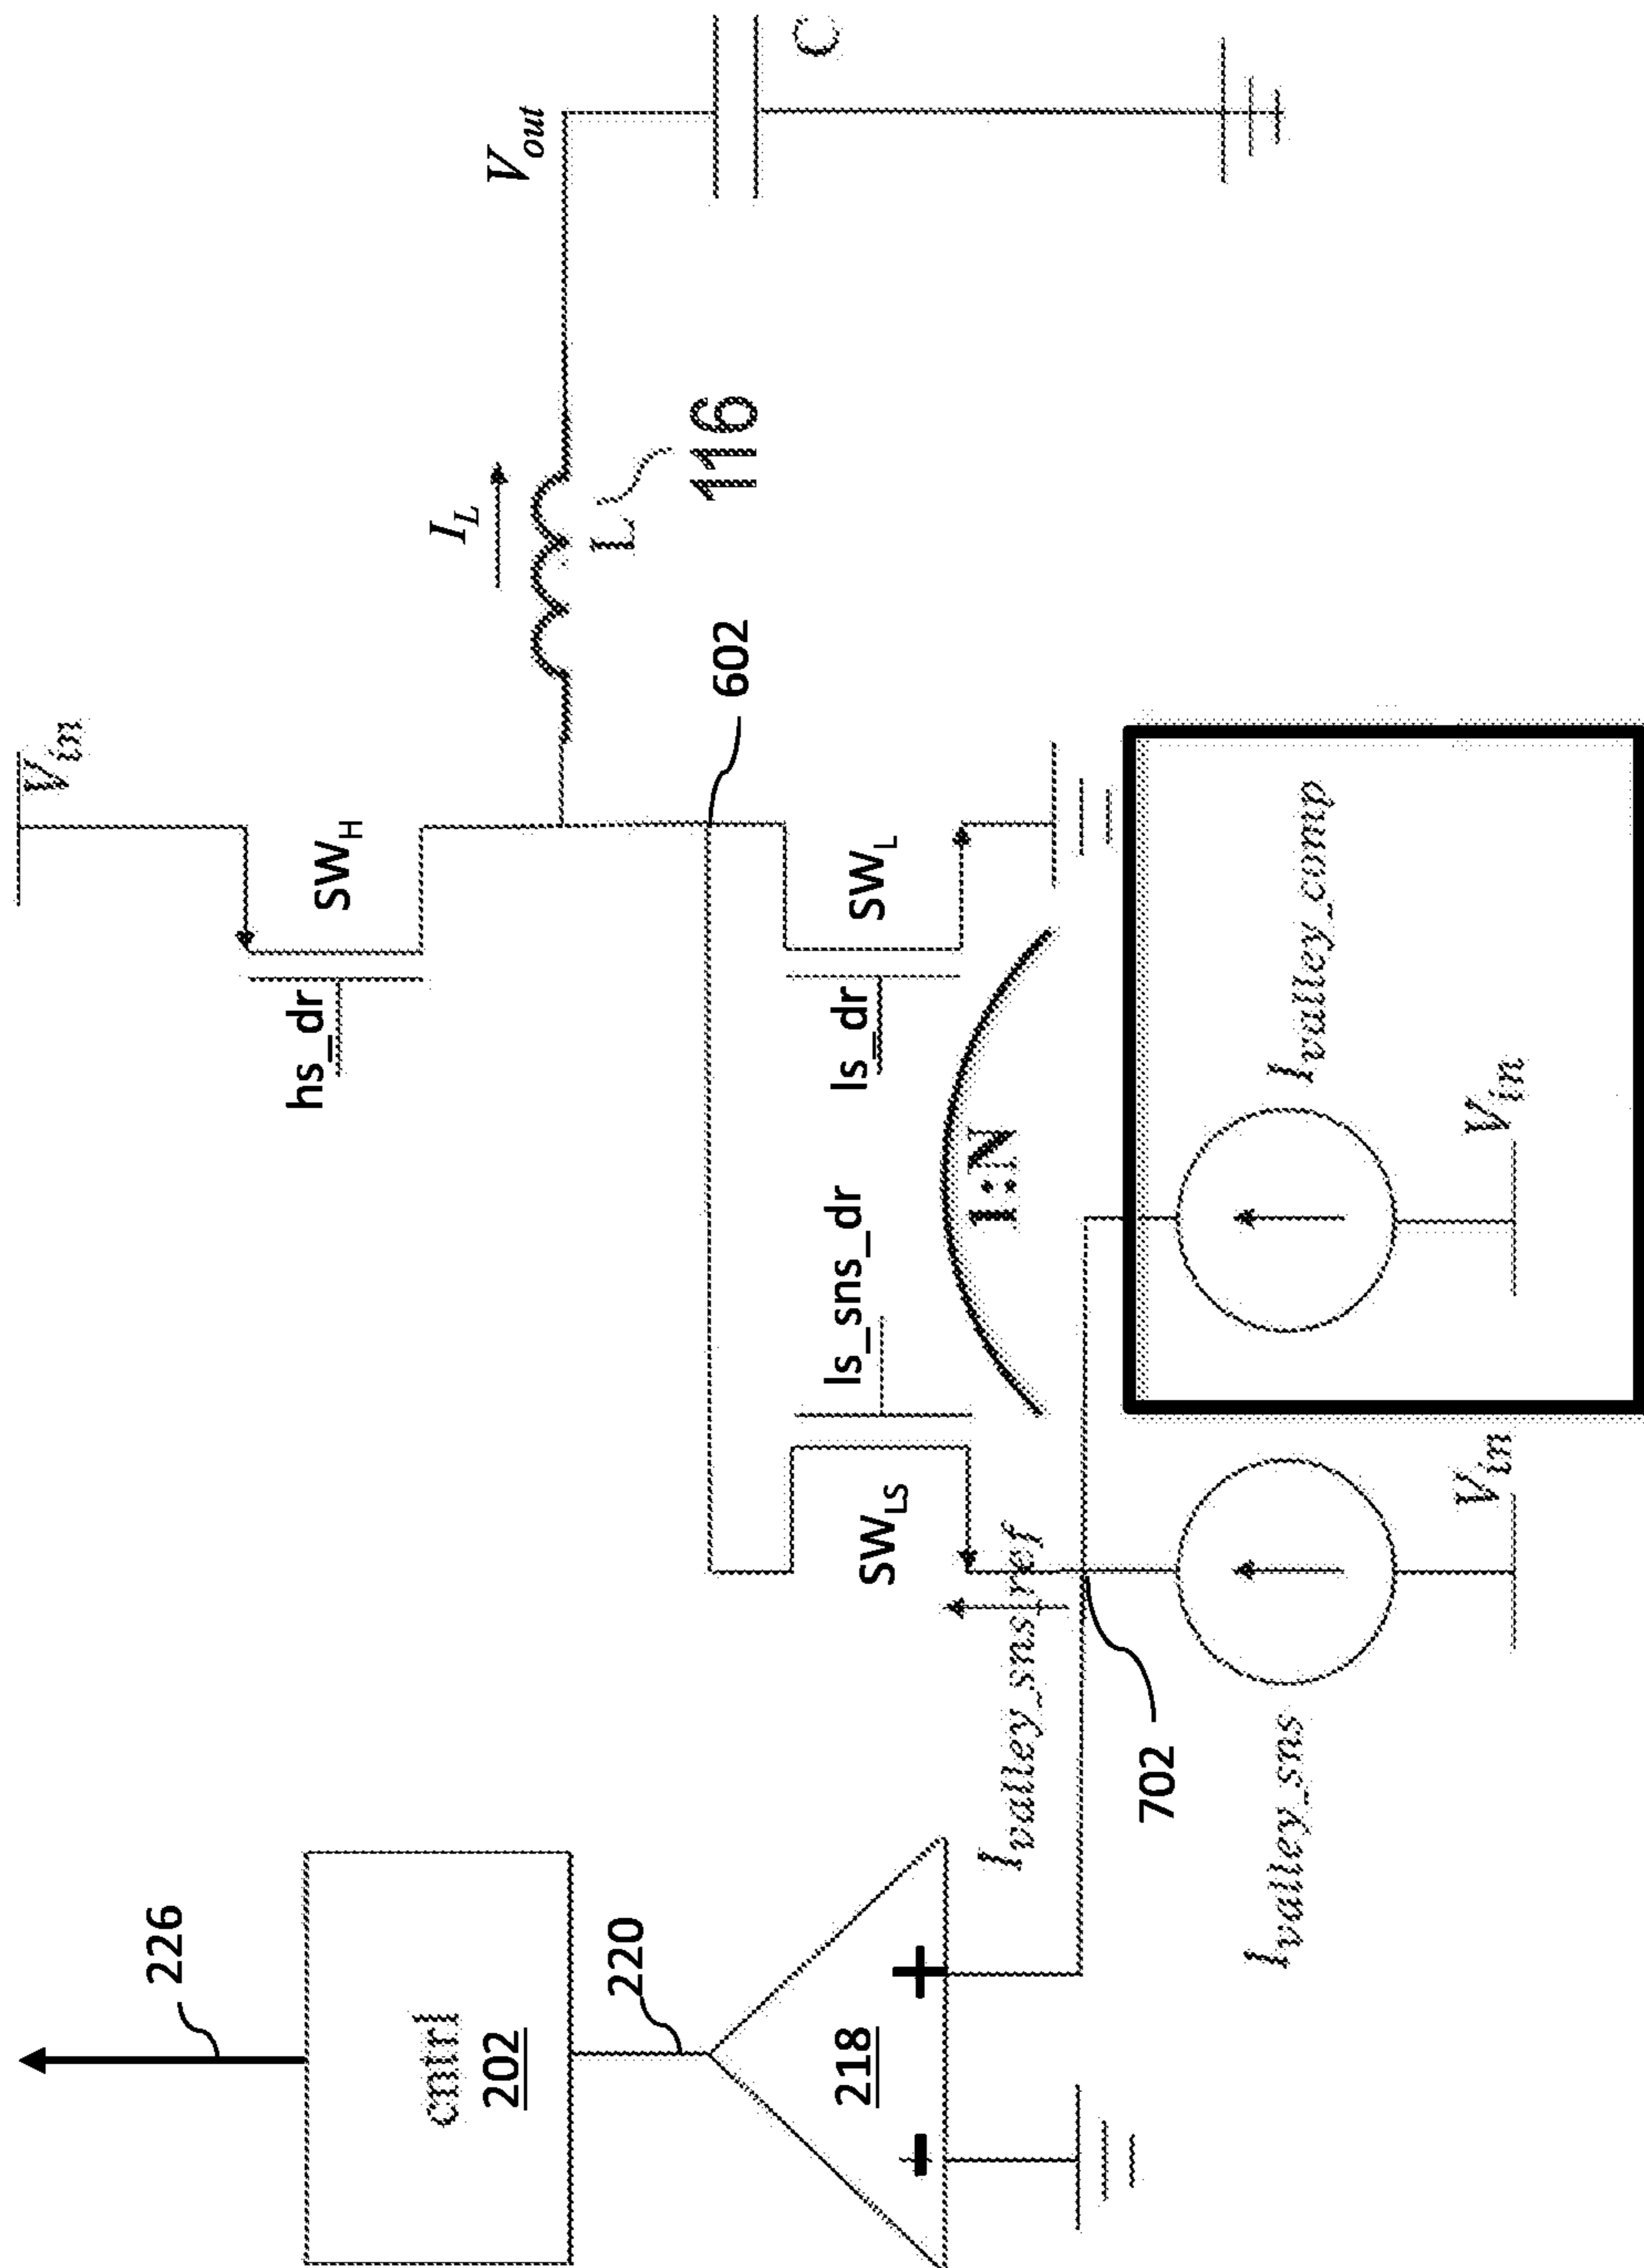 V_in
hs_dr
SW_H
I_L
V_out
L
116
C
226
cntrl
202
220
218
-
+
602
ls_sns_dr
ls_dr
SW_LS
SW_L
1:N
I_valley_sns_ref
702
I_valley_sns
V_in
I_valley_comp
V_in